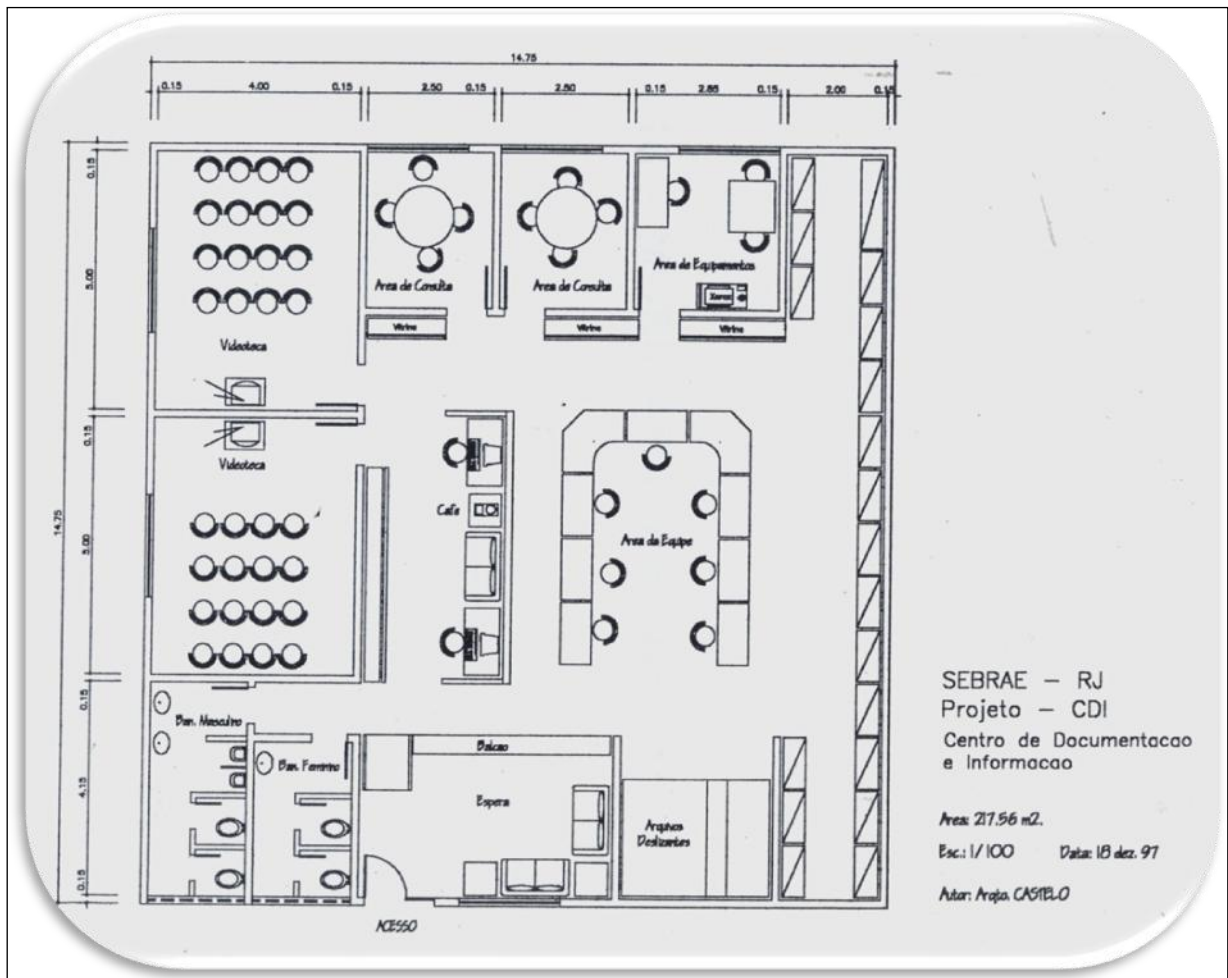 14.75
0.15 4.00 0.15 2.50 0.15 2.50 0.15 2.85 0.15 2.00 0.15
14.75
0.15
5.00
0.15
5.00
0.15
4.15
0.15
Area de Consulta
Area de Consulta
Area de Equipamentos
Xerox
Vitrine
Vitrine
Vitrine
Videoteca
Videoteca
Cafe
Area da Equipe
Ban. Masculino
Ban. Feminino
Balcao
Espera
Arquivos
Deslizantes
ACESSO
SEBRAE – RJ
Projeto – CDI
Centro de Documentacao
e Informacao
Area: 217.56 m2.
Esc.: 1/100 Data: 18 dez. 97
Autor: Arqto. CASTELO